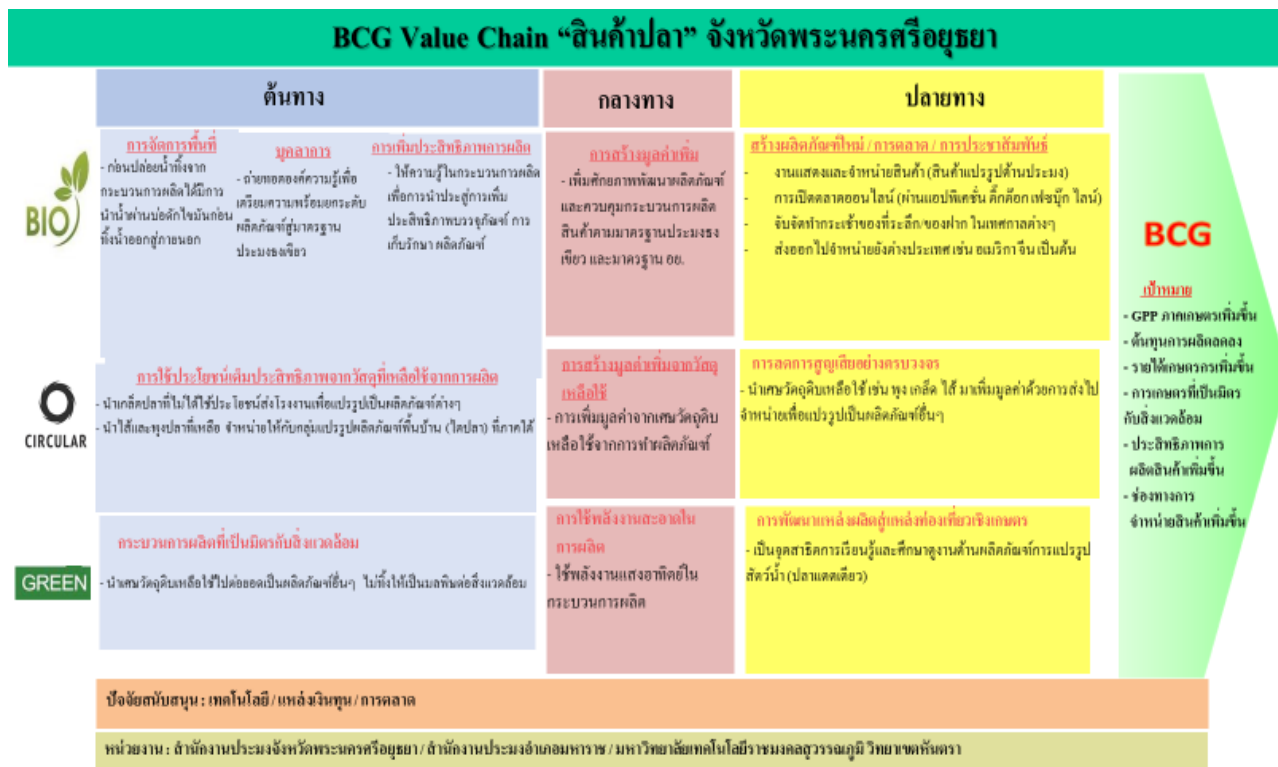 BCG Value Chain “สินค้าปลา” จังหวัดพระนครศรีอยุธยา
ต้นทาง
กลางทาง
ปลายทาง
BIO
การจัดการพื้นที่
- ก่อนปล่อยน้ำทิ้งจาก
กระบวนการผลิตได้มีการ
นำน้ำผ่านบ่อดักไขมันก่อน
ทิ้งน้ำออกสู่ภายนอก
บุคลากร
- ถ่ายทอดองค์ความรู้เพื่อ
เตรียมความพร้อมยกระดับ
ผลิตภัณฑ์สู่มาตรฐาน
ประมงธงเขียว
การเพิ่มประสิทธิภาพการผลิต
- ให้ความรู้ในกระบวนการผลิต
เพื่อการนำประสู่การเพิ่ม
ประสิทธิภาพบรรจุภัณฑ์ การ
เก็บรักษา ผลิตภัณฑ์
การสร้างมูลค่าเพิ่ม
- เพิ่มศักยภาพพัฒนาผลิตภัณฑ์
และควบคุมกระบวนการผลิต
สินค้าตามมาตรฐานประมงธง
เขียว และมาตรฐาน อย.
สร้างผลิตภัณฑ์ใหม่ / การตลาด / การประชาสัมพันธ์
- งานแสดงและจำหน่ายสินค้า (สินค้าแปรรูปด้านประมง)
- การเปิดตลาดออนไลน์ (ผ่านแอปพิเคชั่น ติ๊กต๊อก เฟซบุ๊ก ไลน์)
- จับจัดทำกระเช้าของที่ระลึก/ของฝาก ในเทศกาลต่างๆ
- ส่งออกไปจำหน่ายยังต่างประเทศ เช่น อเมริกา จีน เป็นต้น
CIRCULAR
การใช้ประโยชน์เต็มประสิทธิภาพจากวัสดุที่เหลือใช้จากการผลิต
- นำเกล็ดปลาที่ไม่ได้ใช้ประโยชน์ส่งโรงงานเพื่อแปรรูปเป็นผลิตภัณฑ์ต่างๆ
- นำไส้และพุงปลาที่เหลือ จำหน่ายให้กับกลุ่มแปรรูปผลิตภัณฑ์พื้นบ้าน (ไตปลา) ที่ภาคใต้
การสร้างมูลค่าเพิ่มจากวัสดุ
เหลือใช้
- การเพิ่มมูลค่าจากเศษวัตถุดิบ
เหลือใช้จากการทำผลิตภัณฑ์
การลดการสูญเสียอย่างครบวงจร
- นำเศษวัตถุดิบเหลือใช้ เช่น พุง เกล็ด ไส้ มาเพิ่มมูลค่าด้วยการส่งไป
จำหน่ายเพื่อแปรรูปเป็นผลิตภัณฑ์อื่นๆ
GREEN
กระบวนการผลิตที่เป็นมิตรกับสิ่งแวดล้อม
- นำเศษวัตถุดิบเหลือใช้ไปต่อยอดเป็นผลิตภัณฑ์อื่นๆ ไม่ทิ้งให้เป็นมลพิษต่อสิ่งแวดล้อม
การใช้พลังงานสะอาดใน
การผลิต
- ใช้พลังงานแสงอาทิตย์ใน
กระบวนการผลิต
การพัฒนาแหล่งผลิตสู่แหล่งท่องเที่ยวเชิงเกษตร
- เป็นจุดสาธิตการเรียนรู้และศึกษาดูงานด้านผลิตภัณฑ์การแปรรูป
สัตว์น้ำ (ปลาแดดเดียว)
BCG
เป้าหมาย
- GPP ภาคเกษตรเพิ่มขึ้น
- ต้นทุนการผลิตลดลง
- รายได้เกษตรกรเพิ่มขึ้น
- การเกษตรที่เป็นมิตร
กับสิ่งแวดล้อม
- ประสิทธิภาพการ
ผลิตสินค้าเพิ่มขึ้น
- ช่องทางการ
จำหน่ายสินค้าเพิ่มขึ้น
ปัจจัยสนับสนุน : เทคโนโลยี / แหล่งเงินทุน / การตลาด
หน่วยงาน : สำนักงานประมงจังหวัดพระนครศรีอยุธยา / สำนักงานประมงอำเภอมหาราช / มหาวิทยาลัยเทคโนโลยีราชมงคลสุวรรณภูมิ วิทยาเขตหันตรา